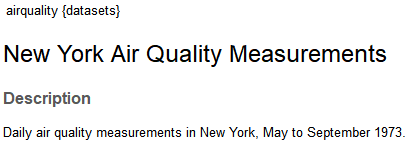 airquality {datasets}
New York Air Quality Measurements
Description
Daily air quality measurements in New York, May to September 1973.